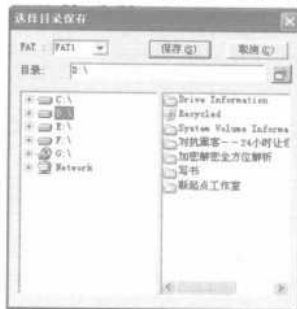 选择目录保存
FAT : FAT1
保存(S)
取消(C)
目录: D:\
C:\
D:\
E:\
F:\
G:\
Network
Drive Information
Recycled
System Volume Informa
对抗黑客--24小时让
加密解密全方位解析
写书
新起点工作室